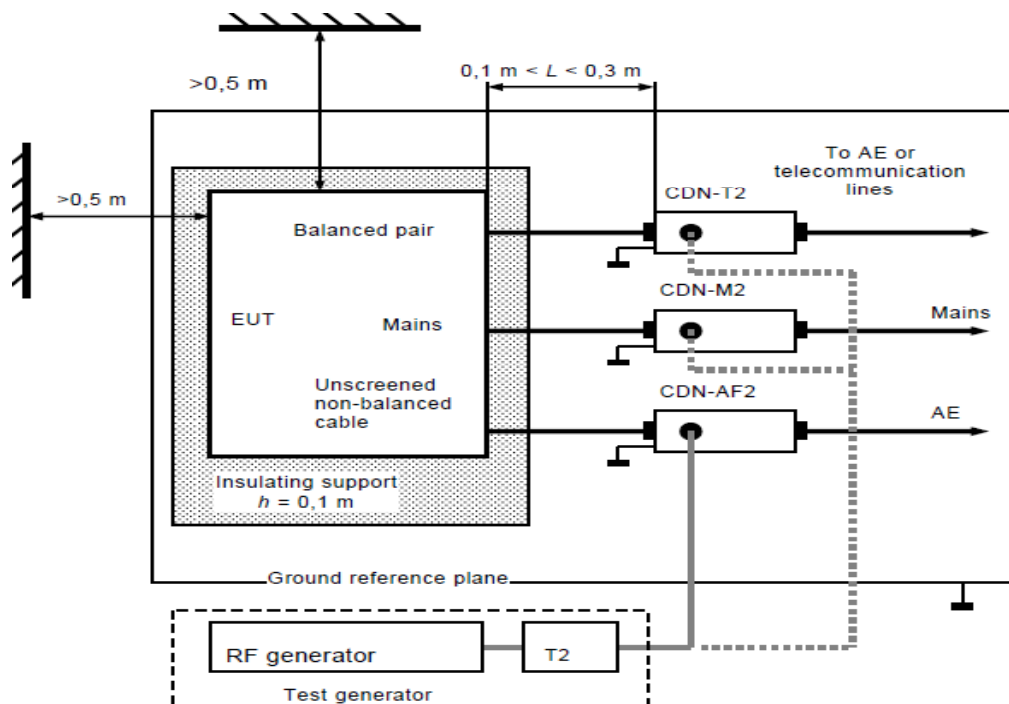 >0,5 m
0,1 m < L < 0,3 m
>0,5 m
To AE or
telecommunication
lines
CDN-T2
Balanced pair
CDN-M2
EUT
Mains
Mains
Unscreened
non-balanced
cable
CDN-AF2
AE
Insulating support
h = 0,1 m
Ground reference plane
RF generator
T2
Test generator